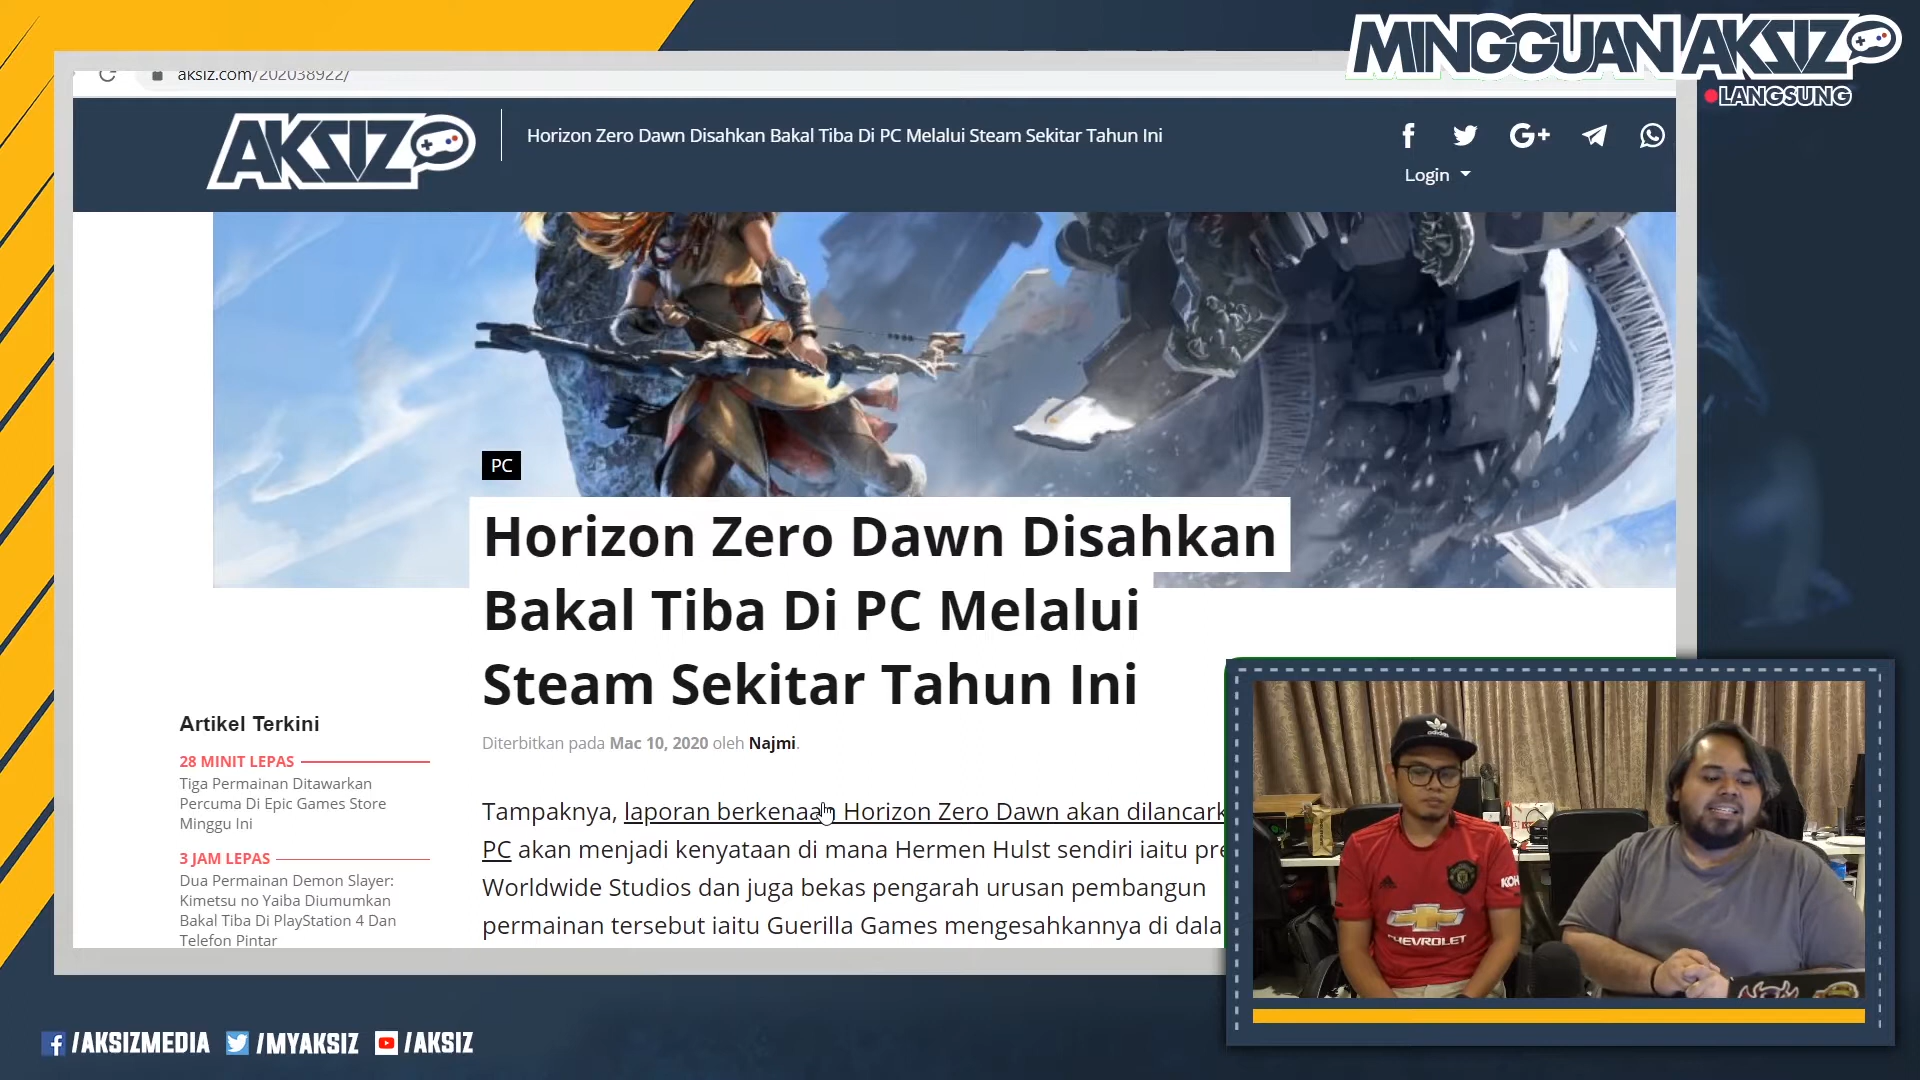 MINGGUAN AKSIZ
LANGSUNG
aksiz.com/202038922/
AKSIZ
Horizon Zero Dawn Disahkan Bakal Tiba Di PC Melalui Steam Sekitar Tahun Ini
Login
PC
Horizon Zero Dawn Disahkan
Bakal Tiba Di PC Melalui
Steam Sekitar Tahun Ini
Diterbitkan pada Mac 10, 2020 oleh Najmi.
Tampaknya, laporan berkenaan Horizon Zero Dawn akan dilancark
PC akan menjadi kenyataan di mana Hermen Hulst sendiri iaitu pre
Worldwide Studios dan juga bekas pengarah urusan pembangun
permainan tersebut iaitu Guerilla Games mengesahkannya di dala
Artikel Terkini
28 MINIT LEPAS
Tiga Permainan Ditawarkan
Percuma Di Epic Games Store
Minggu Ini
3 JAM LEPAS
Dua Permainan Demon Slayer:
Kimetsu no Yaiba Diumumkan
Bakal Tiba Di PlayStation 4 Dan
Telefon Pintar
adidas
KOH
CHEVROLET
/AKSIZMEDIA /MYAKSIZ /AKSIZ